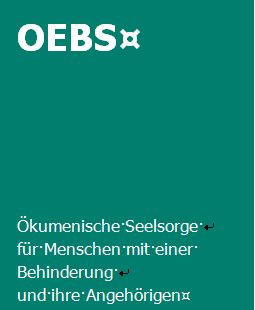 OEBS¤
Ökumenische·Seelsorge·↵
für·Menschen·mit·einer·
Behinderung·↵
und·ihre·Angehörigen¤